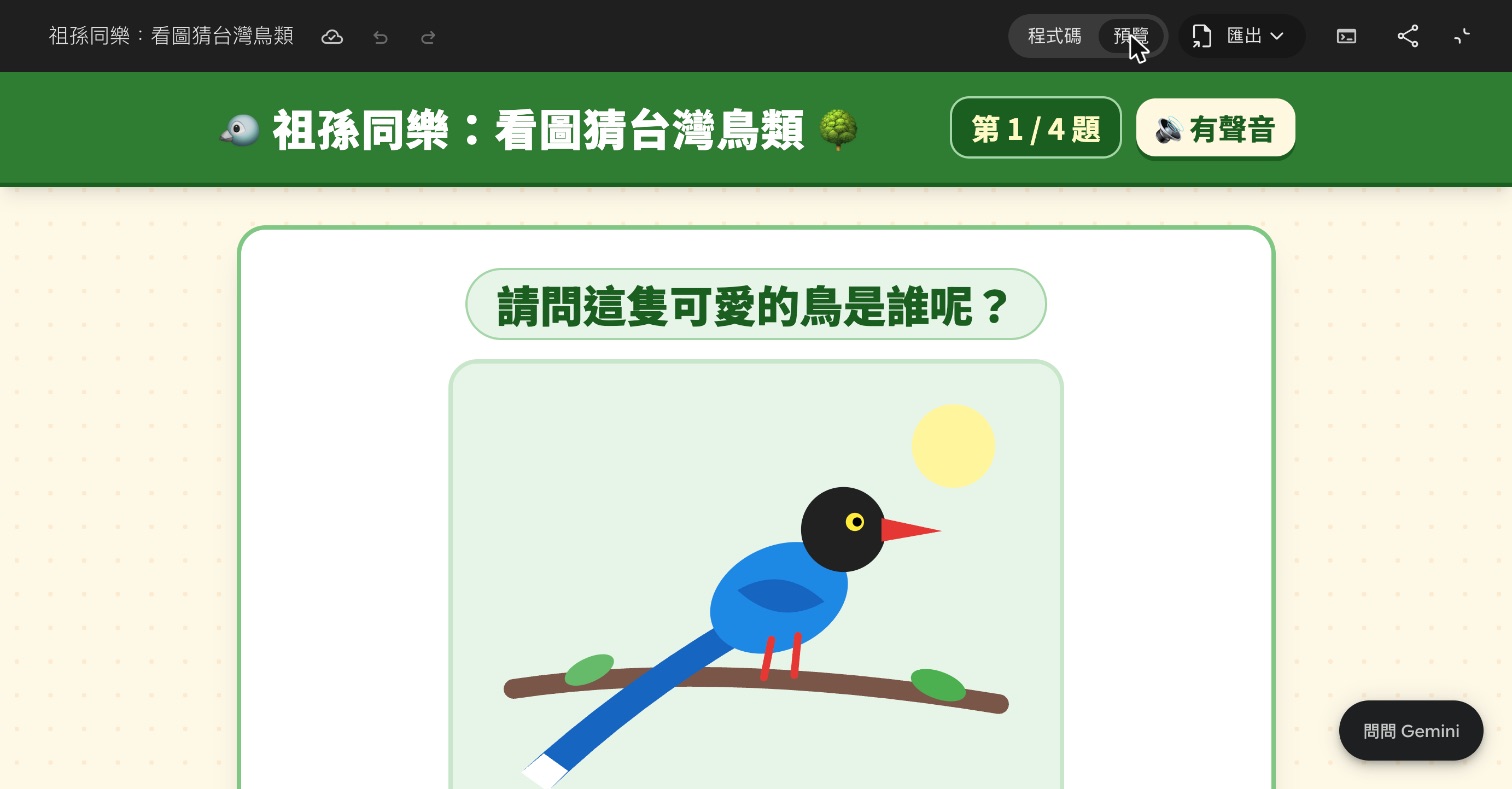 祖孫同樂：看圖猜台灣鳥類
程式碼 預覽 匯出
祖孫同樂：看圖猜台灣鳥類
第 1 / 4 題
有聲音
請問這隻可愛的鳥是誰呢？
問問 Gemini